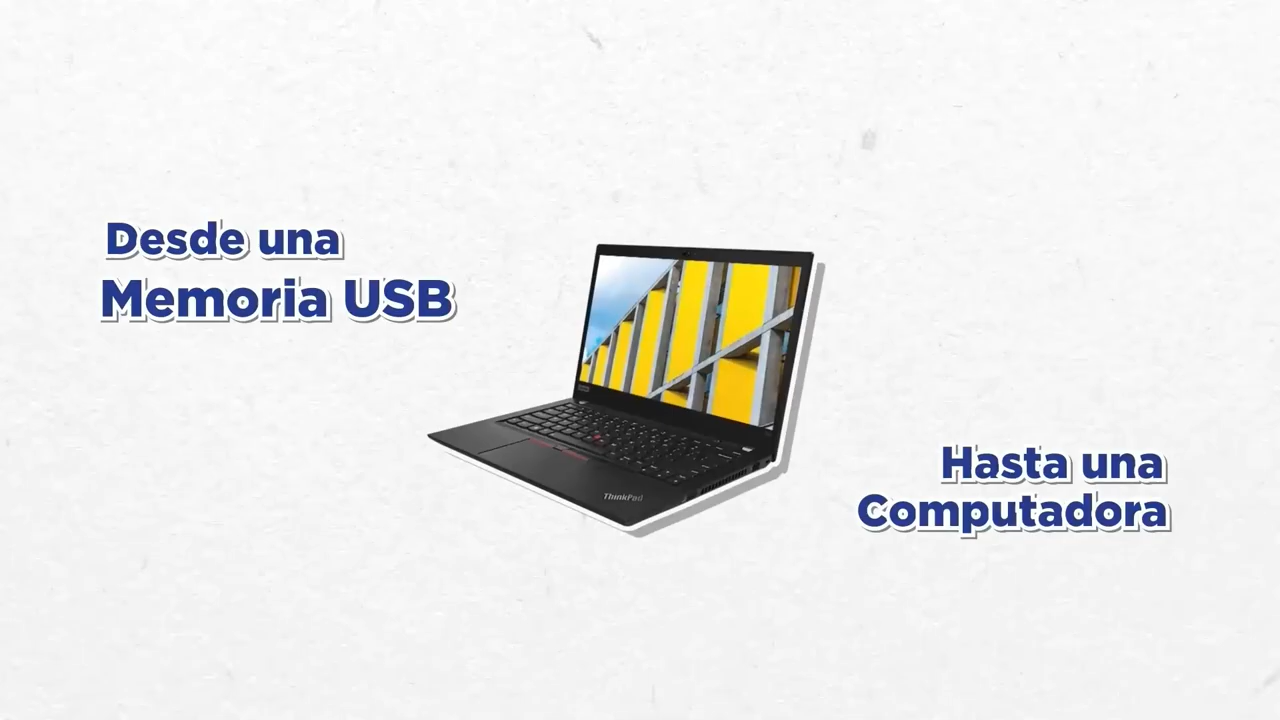 Desde una
Memoria USB
ThinkPad
Hasta una
Computadora